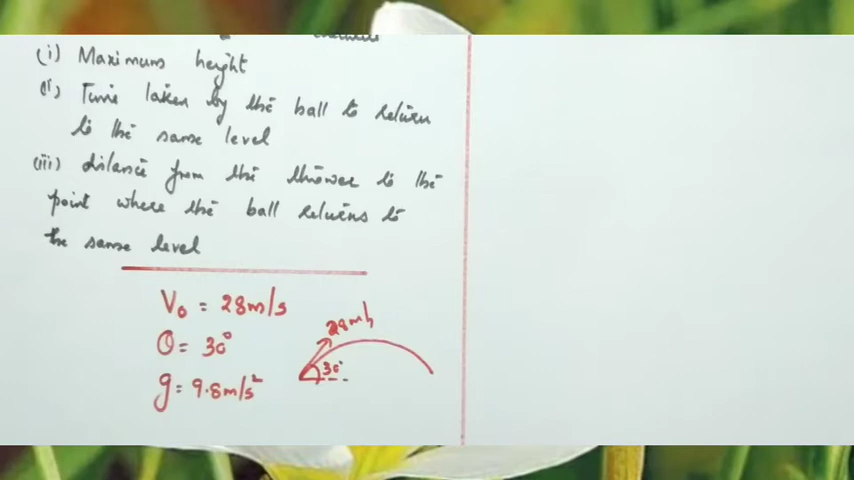 (i) Maximum height
(ii) Time taken by the ball to return
to the same level
(iii) distance from the thrower to the
point where the ball returns to
the same level
V₀ = 28m/s
θ = 30°
g = 9.8m/s²
28m/s
30°